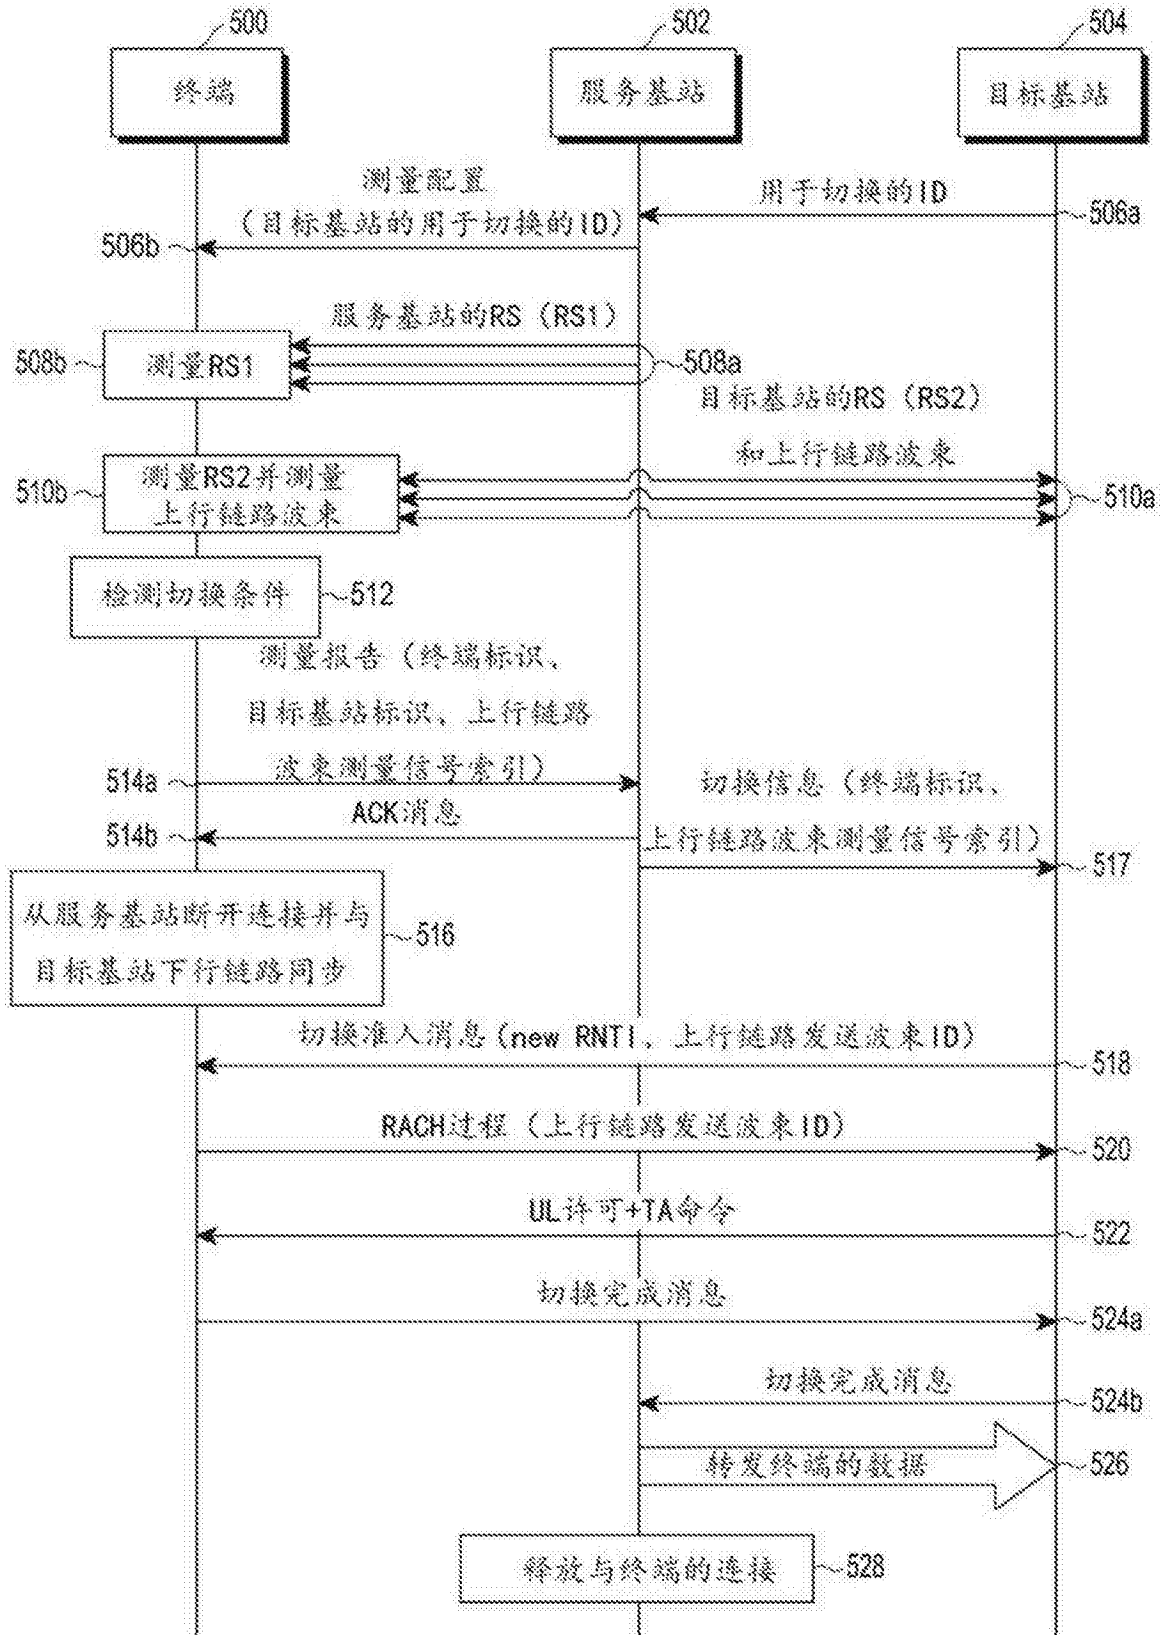 500
502
504
终端
服务基站
目标基站
测量配置
用于切换的ID
(目标基站的用于切换的ID)
506a
506b
服务基站的RS (RS1)
508b
测量RS1
508a
目标基站的RS (RS2)
和上行链路波束
510b
测量RS2并测量
上行链路波束
510a
检测切换条件
512
测量报告 (终端标识、
目标基站标识、上行链路
波束测量信号索引)
514a
切换信息 (终端标识、
ACK消息
514b
上行链路波束测量信号索引)
517
从服务基站断开连接并与
目标基站下行链路同步
516
切换准入消息 (new RNTI、上行链路发送波束ID)
518
RACH过程 (上行链路发送波束ID)
520
UL许可+TA命令
522
切换完成消息
524a
切换完成消息
524b
转发终端的数据
526
释放与终端的连接
528